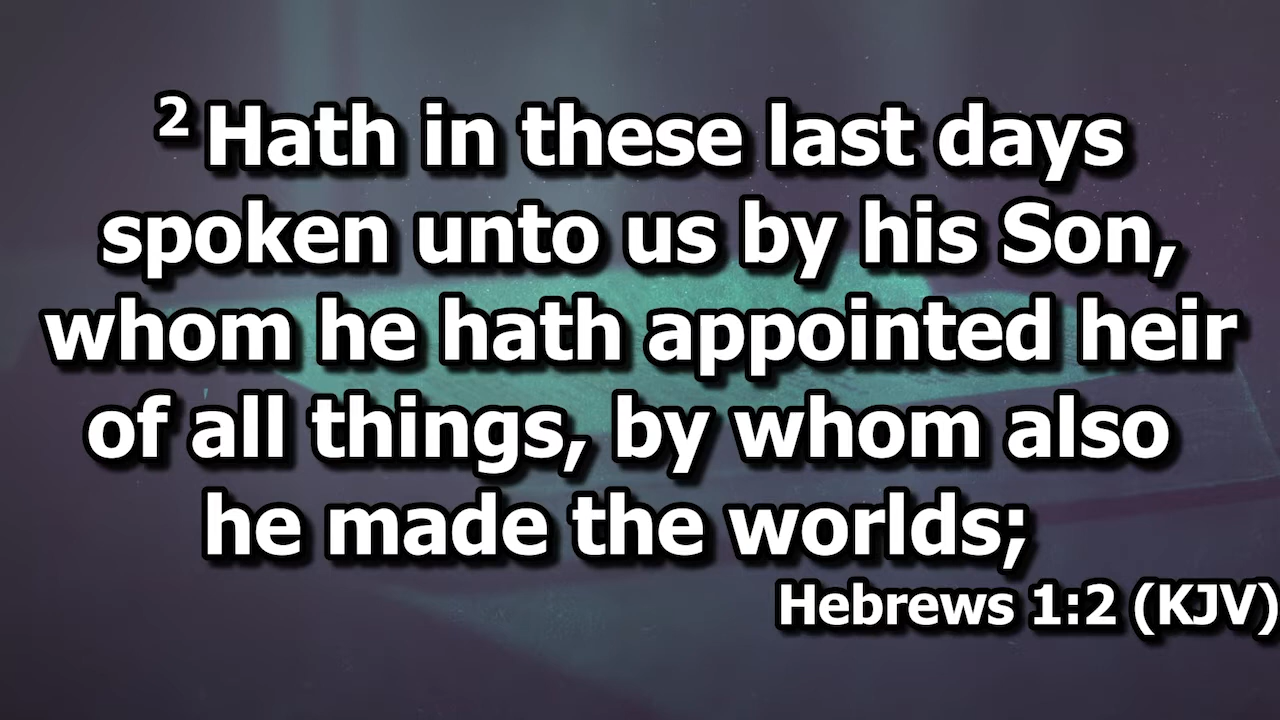 2 Hath in these last days
spoken unto us by his Son,
whom he hath appointed heir
of all things, by whom also
he made the worlds;
Hebrews 1:2 (KJV)